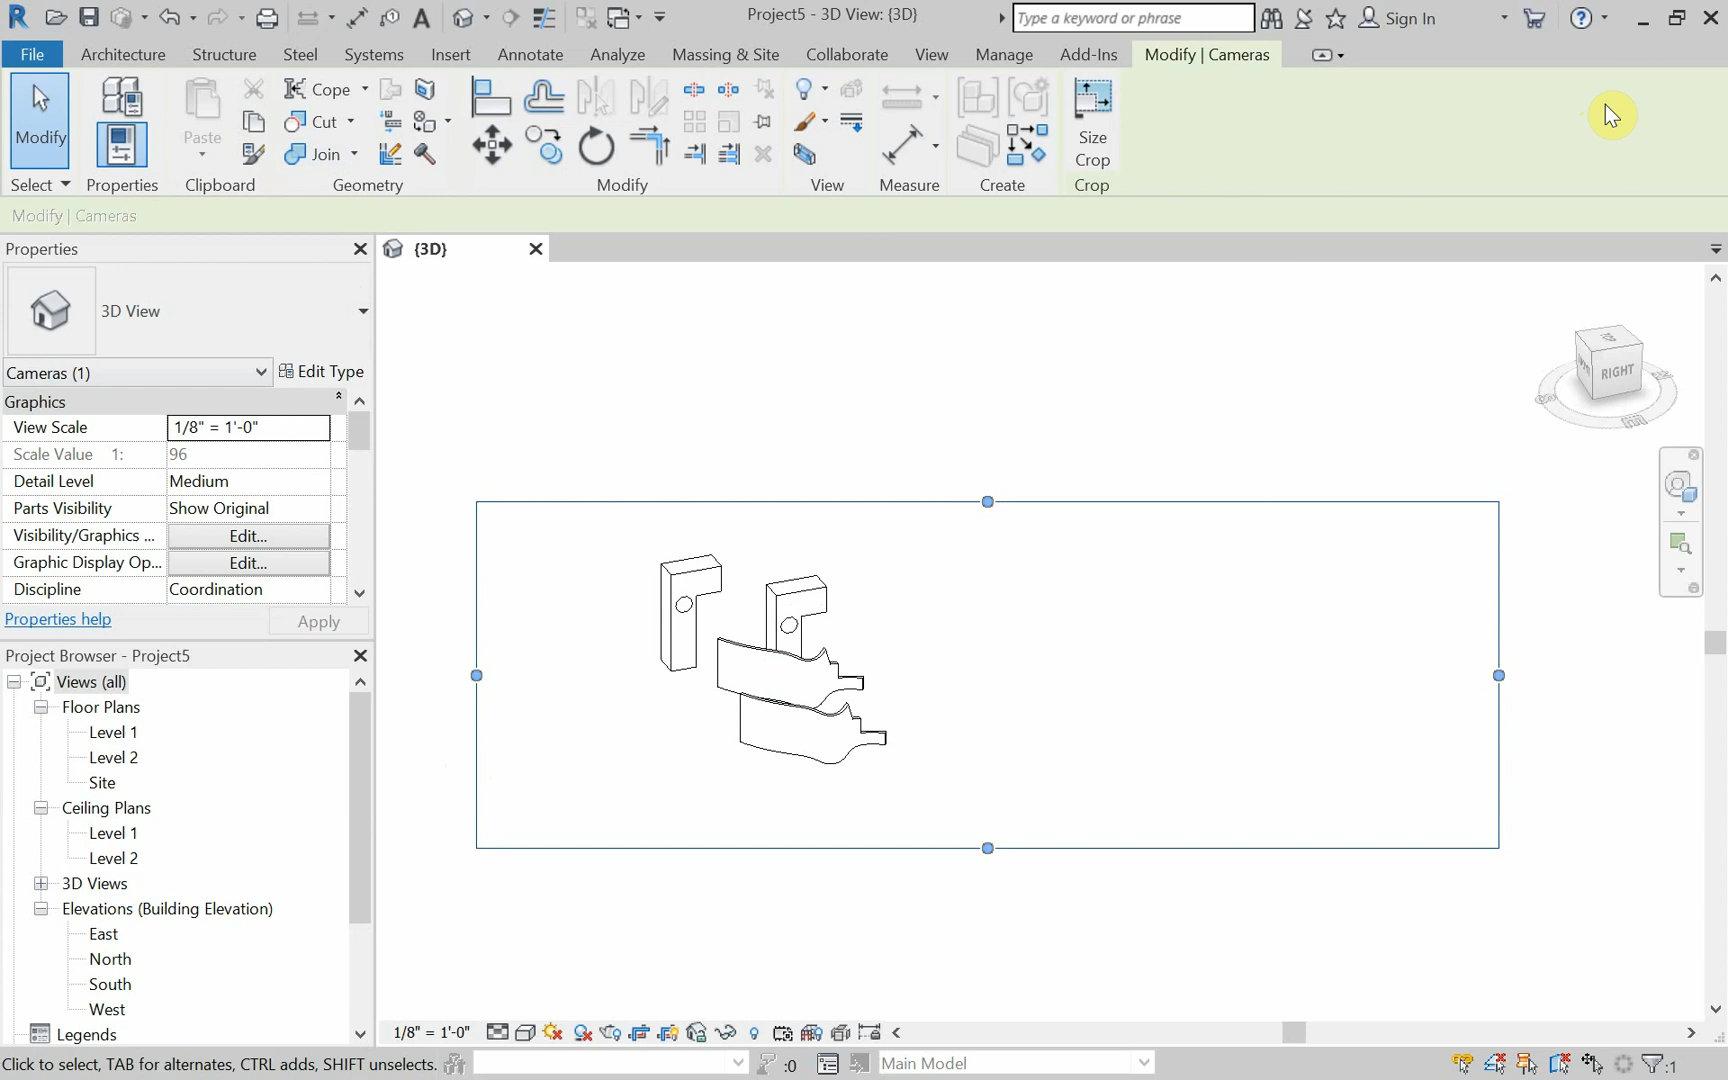 Project5 - 3D View: {3D}
Type a keyword or phrase
Sign In
File
Architecture
Structure
Steel
Systems
Insert
Annotate
Analyze
Massing & Site
Collaborate
View
Manage
Add-Ins
Modify | Cameras
Modify
Paste
Cope
Cut
Join
Size
Crop
Select
Properties
Clipboard
Geometry
Modify
View
Measure
Create
Crop
Modify | Cameras
Properties
3D View
Cameras (1)
Edit Type
Graphics
View Scale
1/8" = 1'-0"
Scale Value 1:
96
Detail Level
Medium
Parts Visibility
Show Original
Visibility/Graphics ...
Edit...
Graphic Display Op...
Edit...
Discipline
Coordination
Properties help
Apply
Project Browser - Project5
Views (all)
Floor Plans
Level 1
Level 2
Site
Ceiling Plans
Level 1
Level 2
3D Views
Elevations (Building Elevation)
East
North
South
West
Legends
{3D}
TOP
RIGHT
1/8" = 1'-0"
Click to select, TAB for alternates, CTRL adds, SHIFT unselects.
:0
Main Model
:1